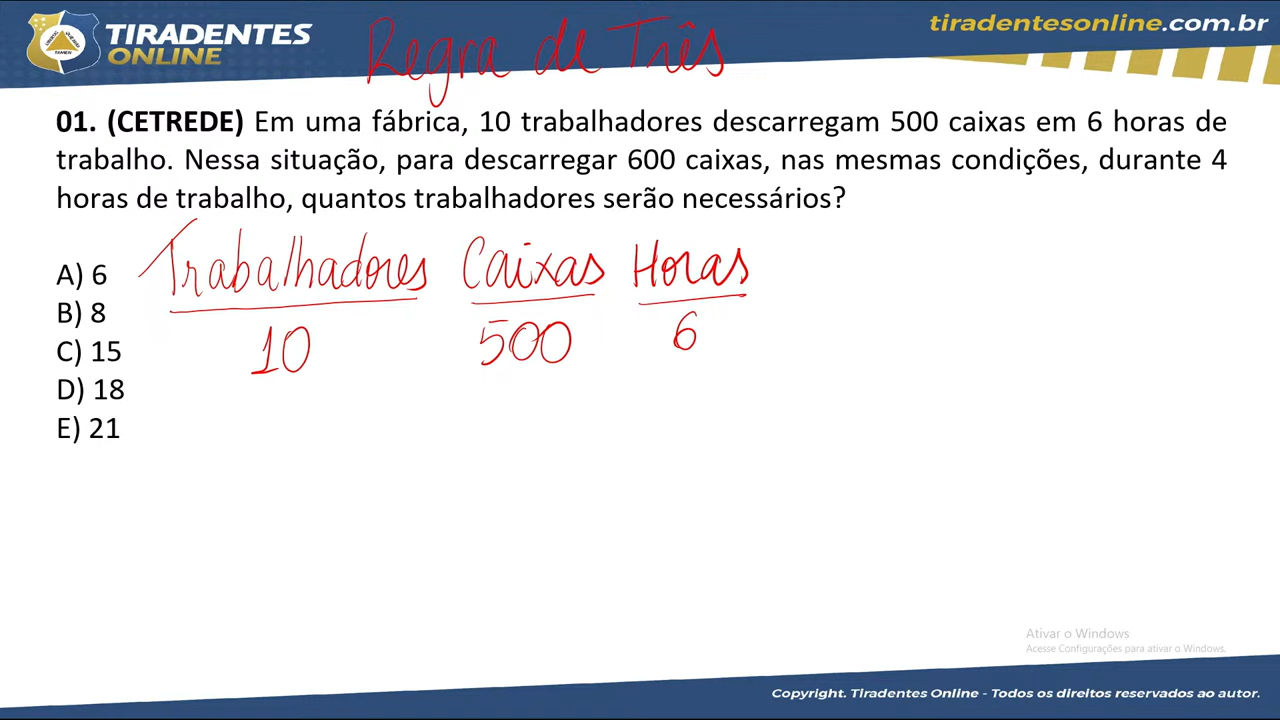 TIRADENTES
ONLINE
tiradentesonline.com.br
Regra de Três
01. (CETREDE) Em uma fábrica, 10 trabalhadores descarregam 500 caixas em 6 horas de
trabalho. Nessa situação, para descarregar 600 caixas, nas mesmas condições, durante 4
horas de trabalho, quantos trabalhadores serão necessários?
Trabalhadores Caixas Horas
10 500 6
A) 6
B) 8
C) 15
D) 18
E) 21
Ativar o Windows
Acesse Configurações para ativar o Windows.
Copyright. Tiradentes Online - Todos os direitos reservados ao autor.